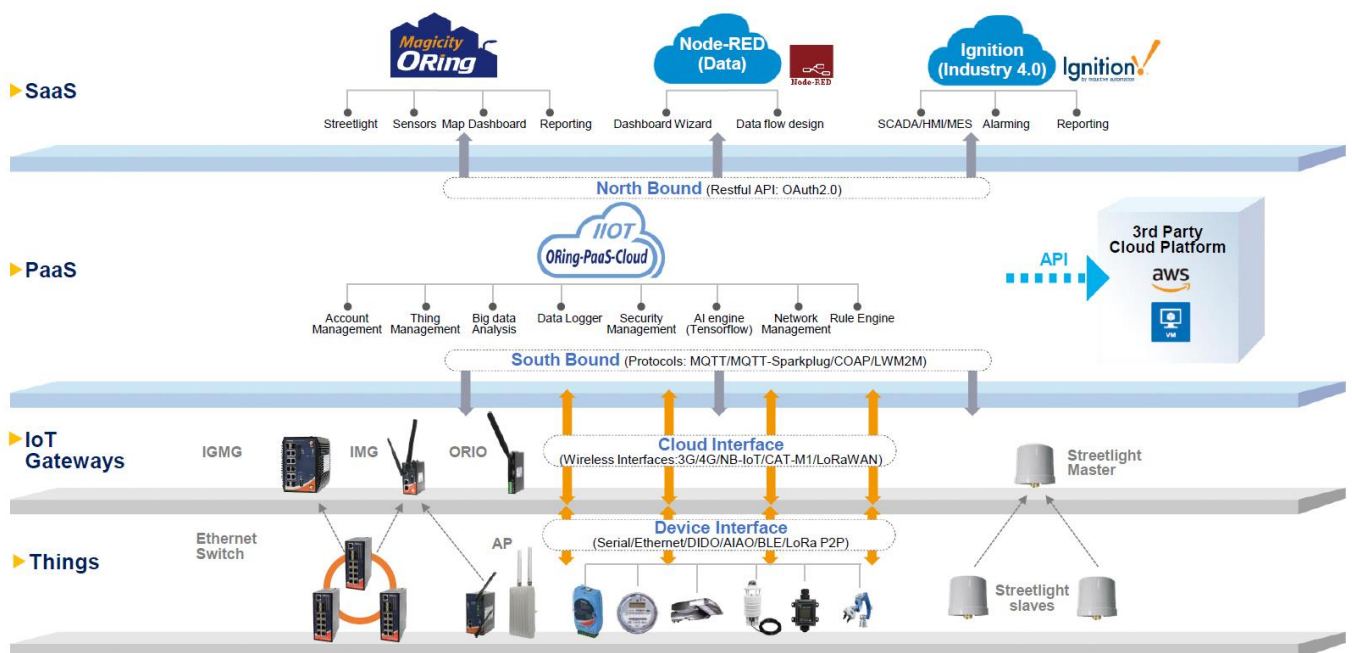 Magicity
ORing
Node-RED
(Data)
Node-RED
Ignition
(Industry 4.0)
Ignition!
by inductive automation
SaaS
Streetlight
Sensors
Map Dashboard
Reporting
Dashboard Wizard
Data flow design
SCADA/HMI/MES
Alarming
Reporting
North Bound (Restful API: OAuth2.0)
IIOT
ORing-PaaS-Cloud
3rd Party
Cloud Platform
API
aws
VM
PaaS
Account
Management
Thing
Management
Big data
Analysis
Data Logger
Security
Management
AI engine
(Tensorflow)
Network
Management
Rule Engine
South Bound (Protocols: MQTT/MQTT-Sparkplug/COAP/LWM2M)
IoT
Gateways
IGMG
IMG
ORIO
Cloud Interface
(Wireless Interfaces:3G/4G/NB-IoT/CAT-M1/LoRaWAN)
Streetlight
Master
Ethernet
Switch
AP
Device Interface
(Serial/Ethernet/DIDO/AIAO/BLE/LoRa P2P)
Things
Streetlight
slaves